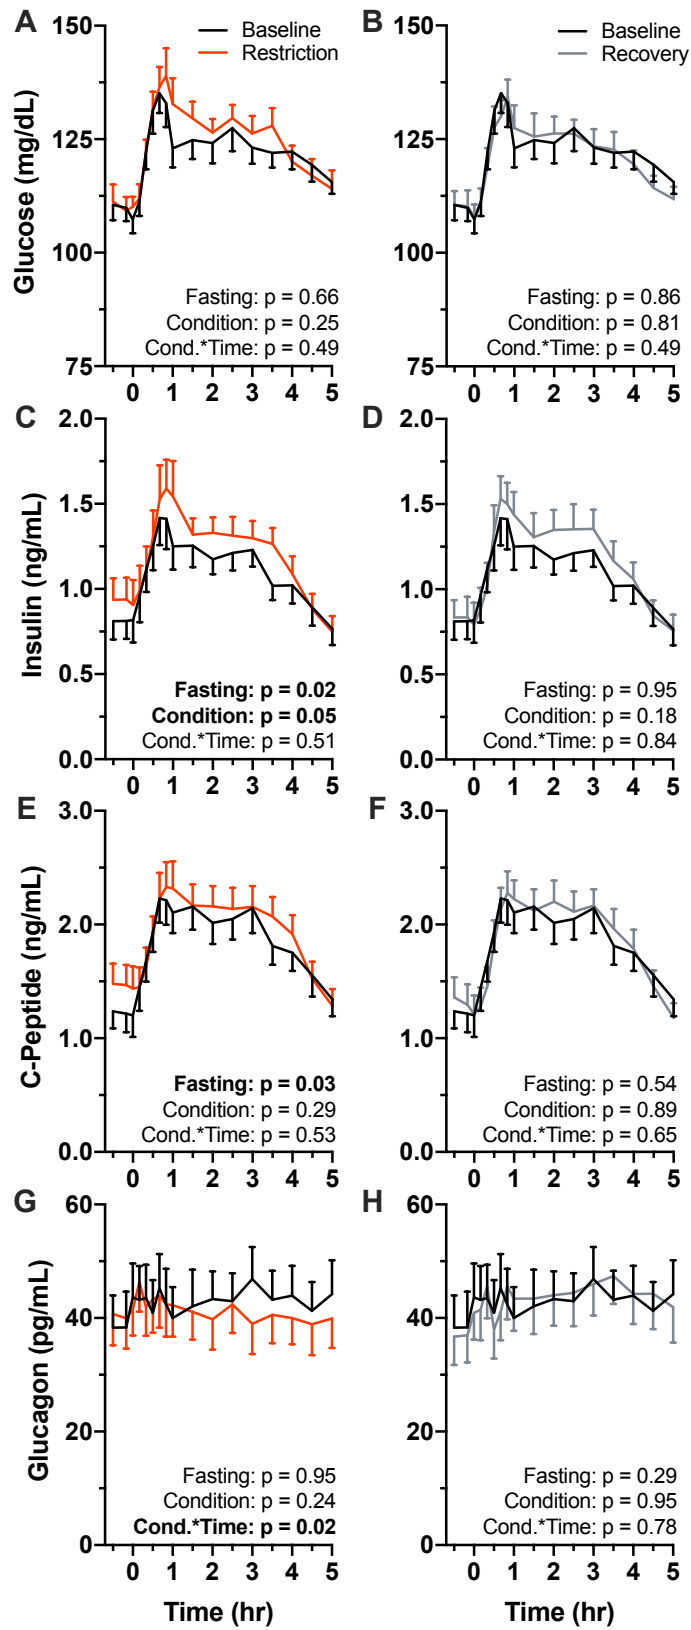 A
Baseline
Restriction
150
125
100
75
Glucose (mg/dL)
Fasting: p = 0.66
Condition: p = 0.25
Cond.*Time: p = 0.49
0 1 2 3 4 5
B
Baseline
Recovery
150
125
100
75
Fasting: p = 0.86
Condition: p = 0.81
Cond.*Time: p = 0.49
0 1 2 3 4 5
C
2.0
1.5
1.0
0.5
0.0
Insulin (ng/mL)
Fasting: p = 0.02
Condition: p = 0.05
Cond.*Time: p = 0.51
0 1 2 3 4 5
D
2.0
1.5
1.0
0.5
0.0
Fasting: p = 0.95
Condition: p = 0.18
Cond.*Time: p = 0.84
0 1 2 3 4 5
E
3.0
2.0
1.0
0.0
C-Peptide (ng/mL)
Fasting: p = 0.03
Condition: p = 0.29
Cond.*Time: p = 0.53
0 1 2 3 4 5
F
3.0
2.0
1.0
0.0
Fasting: p = 0.54
Condition: p = 0.89
Cond.*Time: p = 0.65
0 1 2 3 4 5
G
60
40
20
0
Glucagon (pg/mL)
Fasting: p = 0.95
Condition: p = 0.24
Cond.*Time: p = 0.02
0 1 2 3 4 5
Time (hr)
H
60
40
20
0
Fasting: p = 0.29
Condition: p = 0.95
Cond.*Time: p = 0.78
0 1 2 3 4 5
Time (hr)